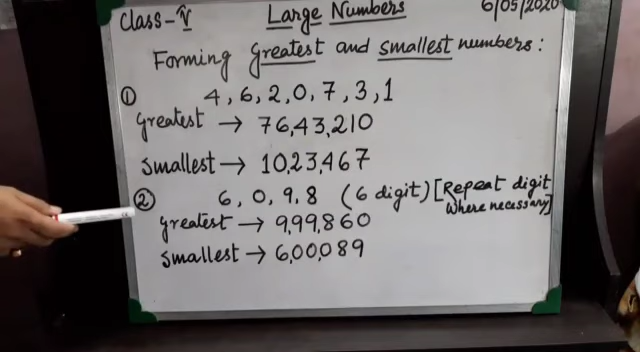 Class-V Large Numbers 6/05/2020
Forming greatest and smallest numbers:
① 4, 6, 2, 0, 7, 3, 1
greatest → 76,43,210
smallest → 10,23,467
② 6, 0, 9, 8 (6 digit) [Repeat digit
where necessary]
greatest → 9,99,860
smallest → 6,00,089